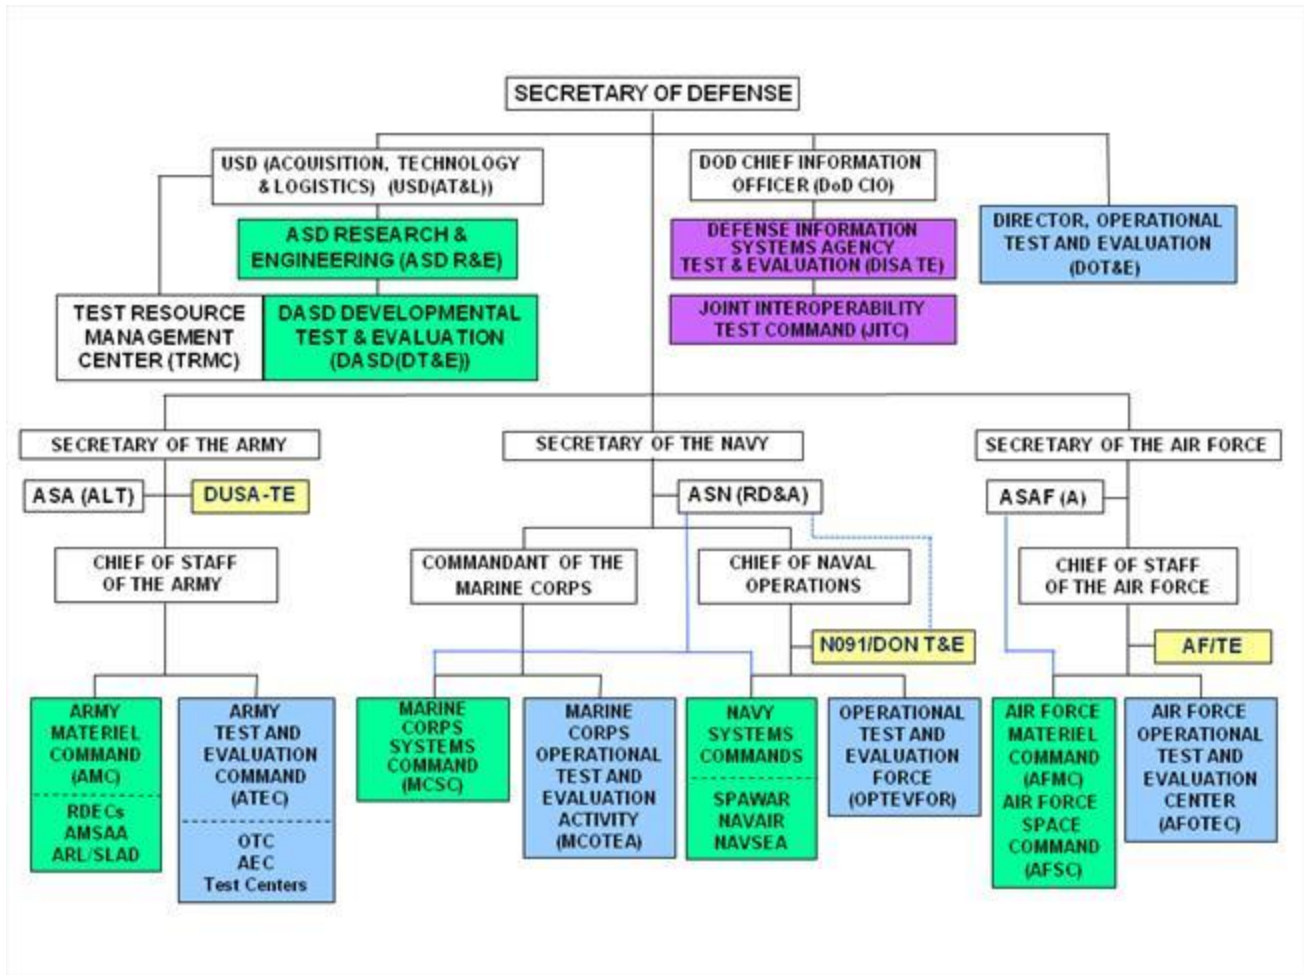 SECRETARY OF DEFENSE
USD (ACQUISITION, TECHNOLOGY
& LOGISTICS) (USD(AT&L))
DOD CHIEF INFORMATION
OFFICER (DoD CIO)
ASD RESEARCH &
ENGINEERING (ASD R&E)
DEFENSE INFORMATION
SYSTEMS AGENCY
TEST & EVALUATION (DISA TE)
DIRECTOR, OPERATIONAL
TEST AND EVALUATION
(DOT&E)
TEST RESOURCE
MANAGEMENT
CENTER (TRMC)
DASD DEVELOPMENTAL
TEST & EVALUATION
(DASD(DT&E))
JOINT INTEROPERABILITY
TEST COMMAND (JITC)
SECRETARY OF THE ARMY
SECRETARY OF THE NAVY
SECRETARY OF THE AIR FORCE
ASA (ALT)
DUSA-TE
ASN (RD&A)
ASAF (A)
CHIEF OF STAFF
OF THE ARMY
COMMANDANT OF THE
MARINE CORPS
CHIEF OF NAVAL
OPERATIONS
CHIEF OF STAFF
OF THE AIR FORCE
N091/DON T&E
AF/TE
ARMY
MATERIEL
COMMAND
(AMC)
RDECs
AMSAA
ARL/SLAD
ARMY
TEST AND
EVALUATION
COMMAND
(ATEC)
OTC
AEC
Test Centers
MARINE
CORPS
SYSTEMS
COMMAND
(MCSC)
MARINE
CORPS
OPERATIONAL
TEST AND
EVALUATION
ACTIVITY
(MCOTEA)
NAVY
SYSTEMS
COMMANDS
SPAWAR
NAVAIR
NAVSEA
OPERATIONAL
TEST AND
EVALUATION
FORCE
(OPTEVFOR)
AIR FORCE
MATERIEL
COMMAND
(AFMC)
AIR FORCE
SPACE
COMMAND
(AFSC)
AIR FORCE
OPERATIONAL
TEST AND
EVALUATION
CENTER
(AFOTEC)